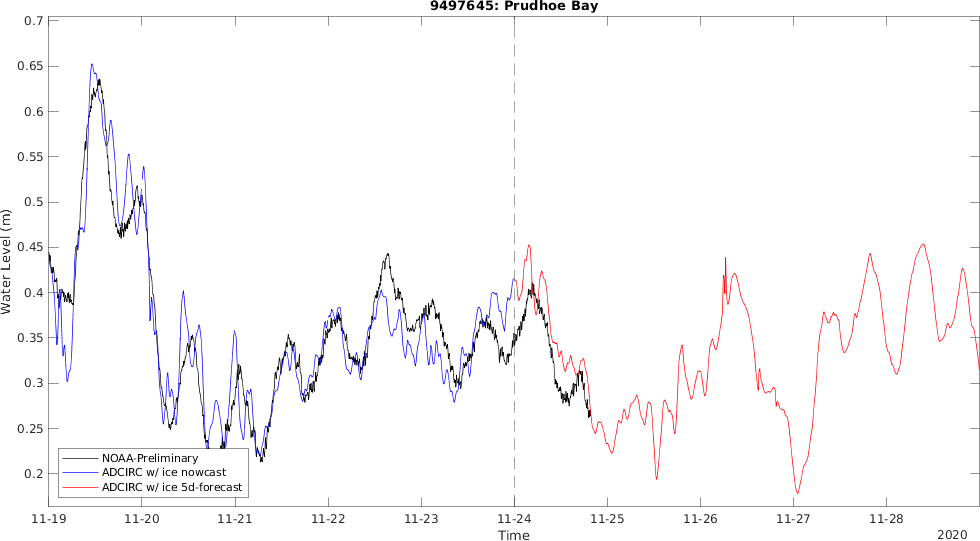 9497645: Prudhoe Bay
0.7
0.65
0.6
0.55
0.5
0.45
0.4
0.35
0.3
0.25
0.2
Water Level (m)
NOAA-Preliminary
ADCIRC w/ ice nowcast
ADCIRC w/ ice 5d-forecast
11-19 11-20 11-21 11-22 11-23 11-24 11-25 11-26 11-27 11-28
Time
2020